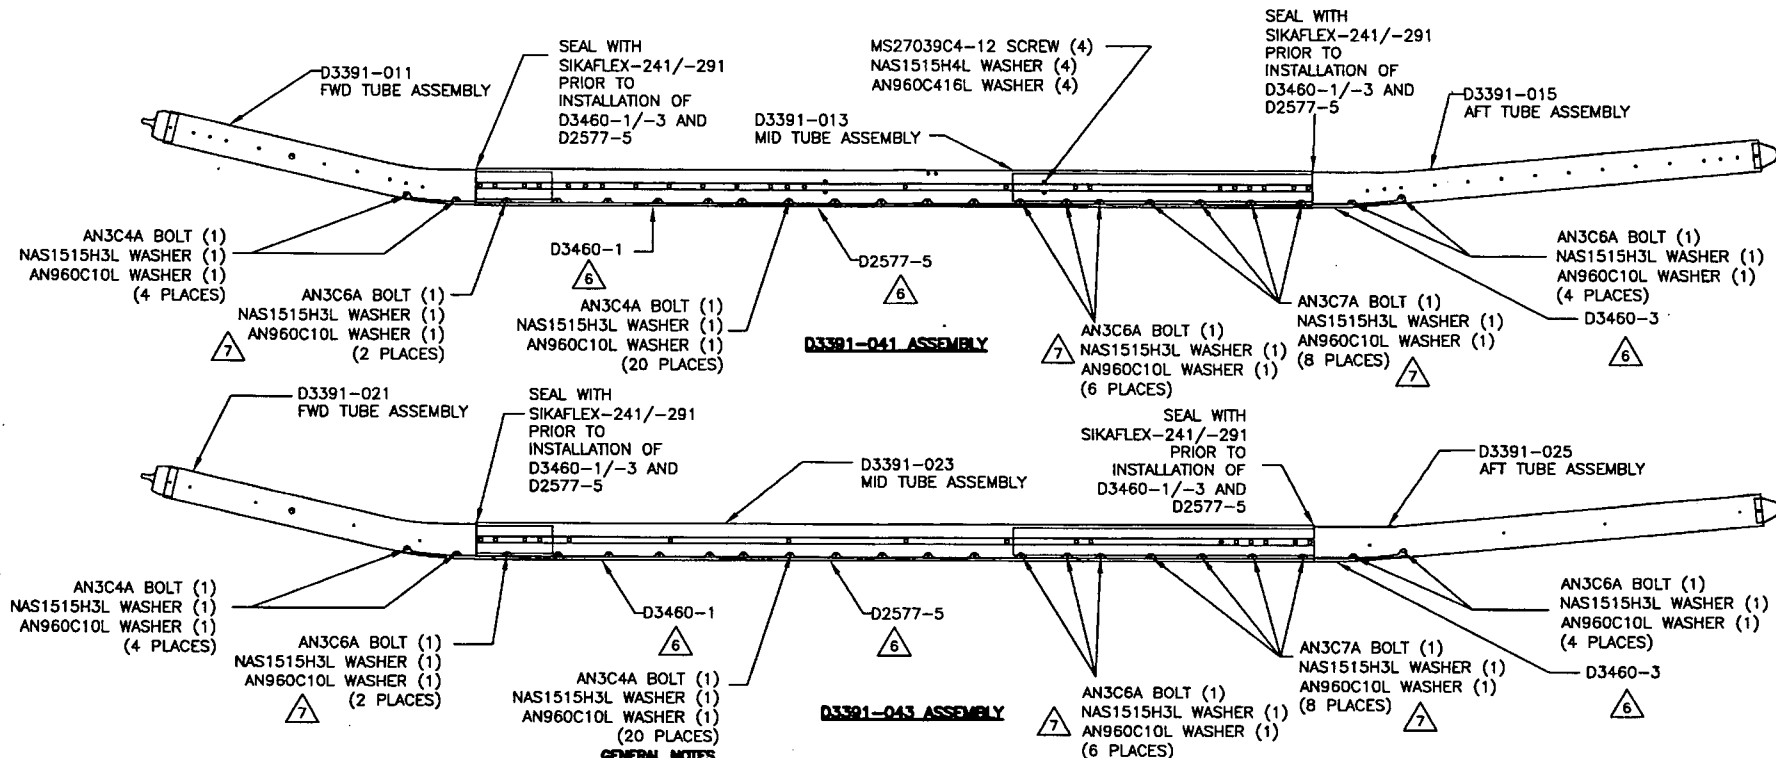 D3391-011
FWD TUBE ASSEMBLY
SEAL WITH
SIKAFLEX-241/-291
PRIOR TO
INSTALLATION OF
D3460-1/-3 AND
D2577-5
MS27039C4-12 SCREW (4)
NAS1515H4L WASHER (4)
AN960C416L WASHER (4)
D3391-013
MID TUBE ASSEMBLY
SEAL WITH
SIKAFLEX-241/-291
PRIOR TO
INSTALLATION OF
D3460-1/-3 AND
D2577-5
D3391-015
AFT TUBE ASSEMBLY
AN3C4A BOLT (1)
NAS1515H3L WASHER (1)
AN960C10L WASHER (1)
(4 PLACES)
AN3C6A BOLT (1)
NAS1515H3L WASHER (1)
AN960C10L WASHER (1)
(2 PLACES)
7
D3460-1
6
AN3C4A BOLT (1)
NAS1515H3L WASHER (1)
AN960C10L WASHER (1)
(20 PLACES)
D2577-5
6
D3391-041 ASSEMBLY
7
AN3C6A BOLT (1)
NAS1515H3L WASHER (1)
AN960C10L WASHER (1)
(6 PLACES)
AN3C7A BOLT (1)
NAS1515H3L WASHER (1)
AN960C10L WASHER (1)
(8 PLACES)
7
AN3C6A BOLT (1)
NAS1515H3L WASHER (1)
AN960C10L WASHER (1)
(4 PLACES)
D3460-3
6
D3391-021
FWD TUBE ASSEMBLY
SEAL WITH
SIKAFLEX-241/-291
PRIOR TO
INSTALLATION OF
D3460-1/-3 AND
D2577-5
D3391-023
MID TUBE ASSEMBLY
SEAL WITH
SIKAFLEX-241/-291
PRIOR TO
INSTALLATION OF
D3460-1/-3 AND
D2577-5
D3391-025
AFT TUBE ASSEMBLY
AN3C4A BOLT (1)
NAS1515H3L WASHER (1)
AN960C10L WASHER (1)
(4 PLACES)
AN3C6A BOLT (1)
NAS1515H3L WASHER (1)
AN960C10L WASHER (1)
(2 PLACES)
7
D3460-1
6
AN3C4A BOLT (1)
NAS1515H3L WASHER (1)
AN960C10L WASHER (1)
(20 PLACES)
D2577-5
6
D3391-043 ASSEMBLY
7
AN3C6A BOLT (1)
NAS1515H3L WASHER (1)
AN960C10L WASHER (1)
(6 PLACES)
AN3C7A BOLT (1)
NAS1515H3L WASHER (1)
AN960C10L WASHER (1)
(8 PLACES)
7
AN3C6A BOLT (1)
NAS1515H3L WASHER (1)
AN960C10L WASHER (1)
(4 PLACES)
D3460-3
6
GENERAL NOTES